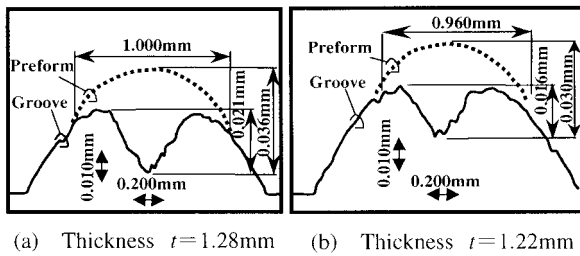 1.000mm
Preform
Groove
0.021mm
0.036mm
0.010mm
0.200mm
(a) Thickness t=1.28mm
0.960mm
Preform
Groove
0.016mm
0.030mm
0.010mm
0.200mm
(b) Thickness t=1.22mm